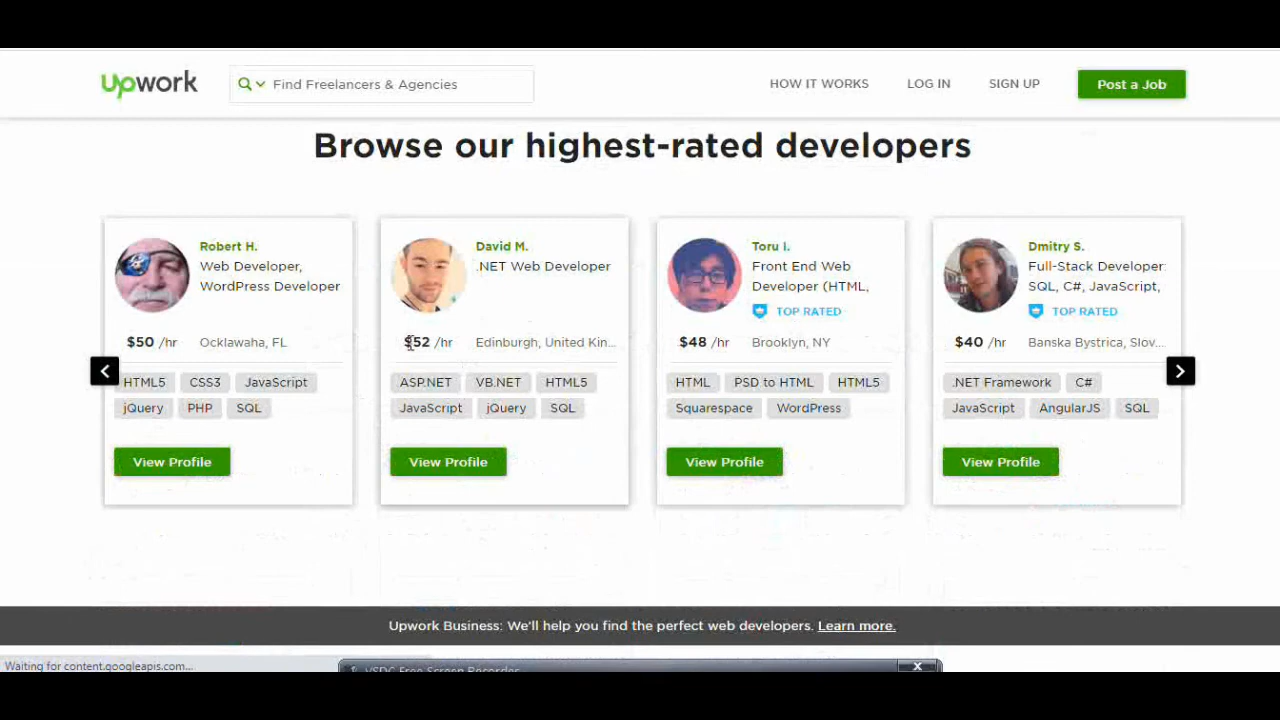 upwork
Find Freelancers & Agencies
HOW IT WORKS
LOG IN
SIGN UP
Post a Job
Browse our highest-rated developers
Robert H.
Web Developer,
WordPress Developer
$50 /hr
Ocklawaha, FL
HTML5
CSS3
JavaScript
jQuery
PHP
SQL
View Profile
David M.
.NET Web Developer
$52 /hr
Edinburgh, United Kin...
ASP.NET
VB.NET
HTML5
JavaScript
jQuery
SQL
View Profile
Toru I.
Front End Web
Developer (HTML,
TOP RATED
$48 /hr
Brooklyn, NY
HTML
PSD to HTML
HTML5
Squarespace
WordPress
View Profile
Dmitry S.
Full-Stack Developer:
SQL, C#, JavaScript,
TOP RATED
$40 /hr
Banska Bystrica, Slov...
.NET Framework
C#
JavaScript
AngularJS
SQL
View Profile
Upwork Business: We'll help you find the perfect web developers. Learn more.
Waiting for content.googleapis.com...
VSDC Free Screen Recorder